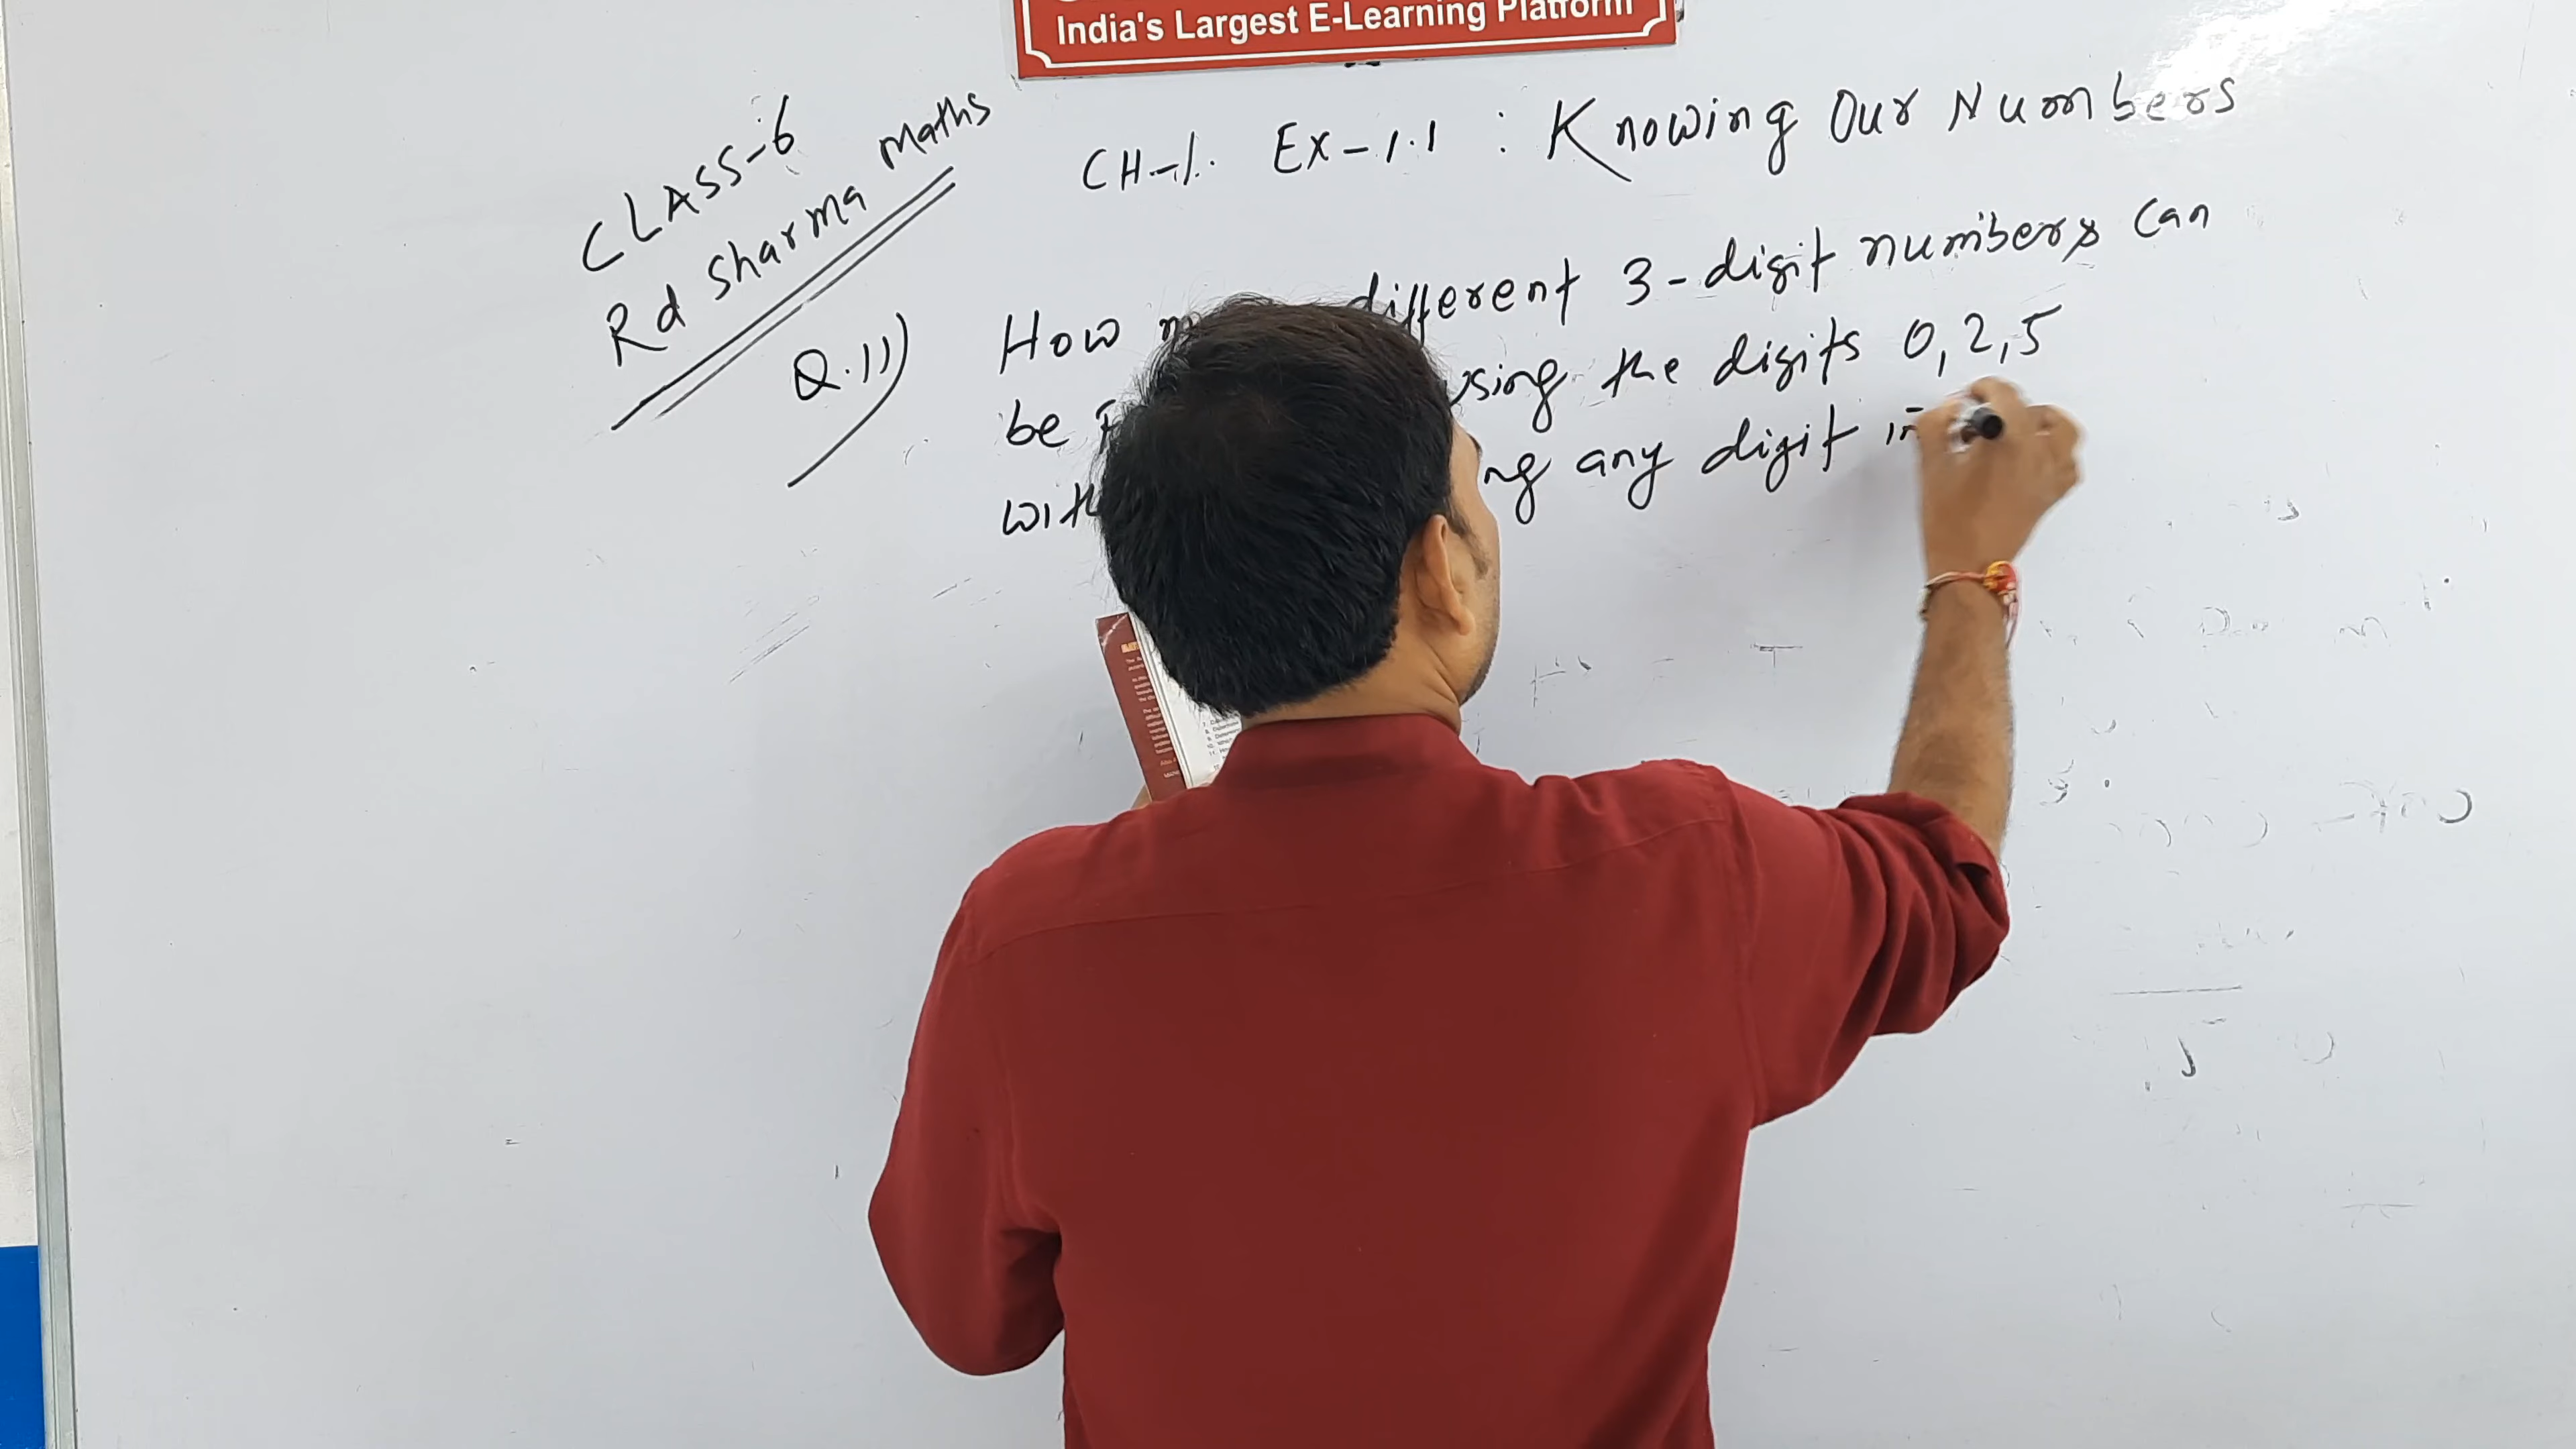 India's Largest E-Learning Platform
CLASS-6
Rd Sharma maths
CH-1. Ex-1.1 : Knowing Our Numbers
Q.11) How different 3-digit numbers can
be using the digits 0,2,5
any digit in